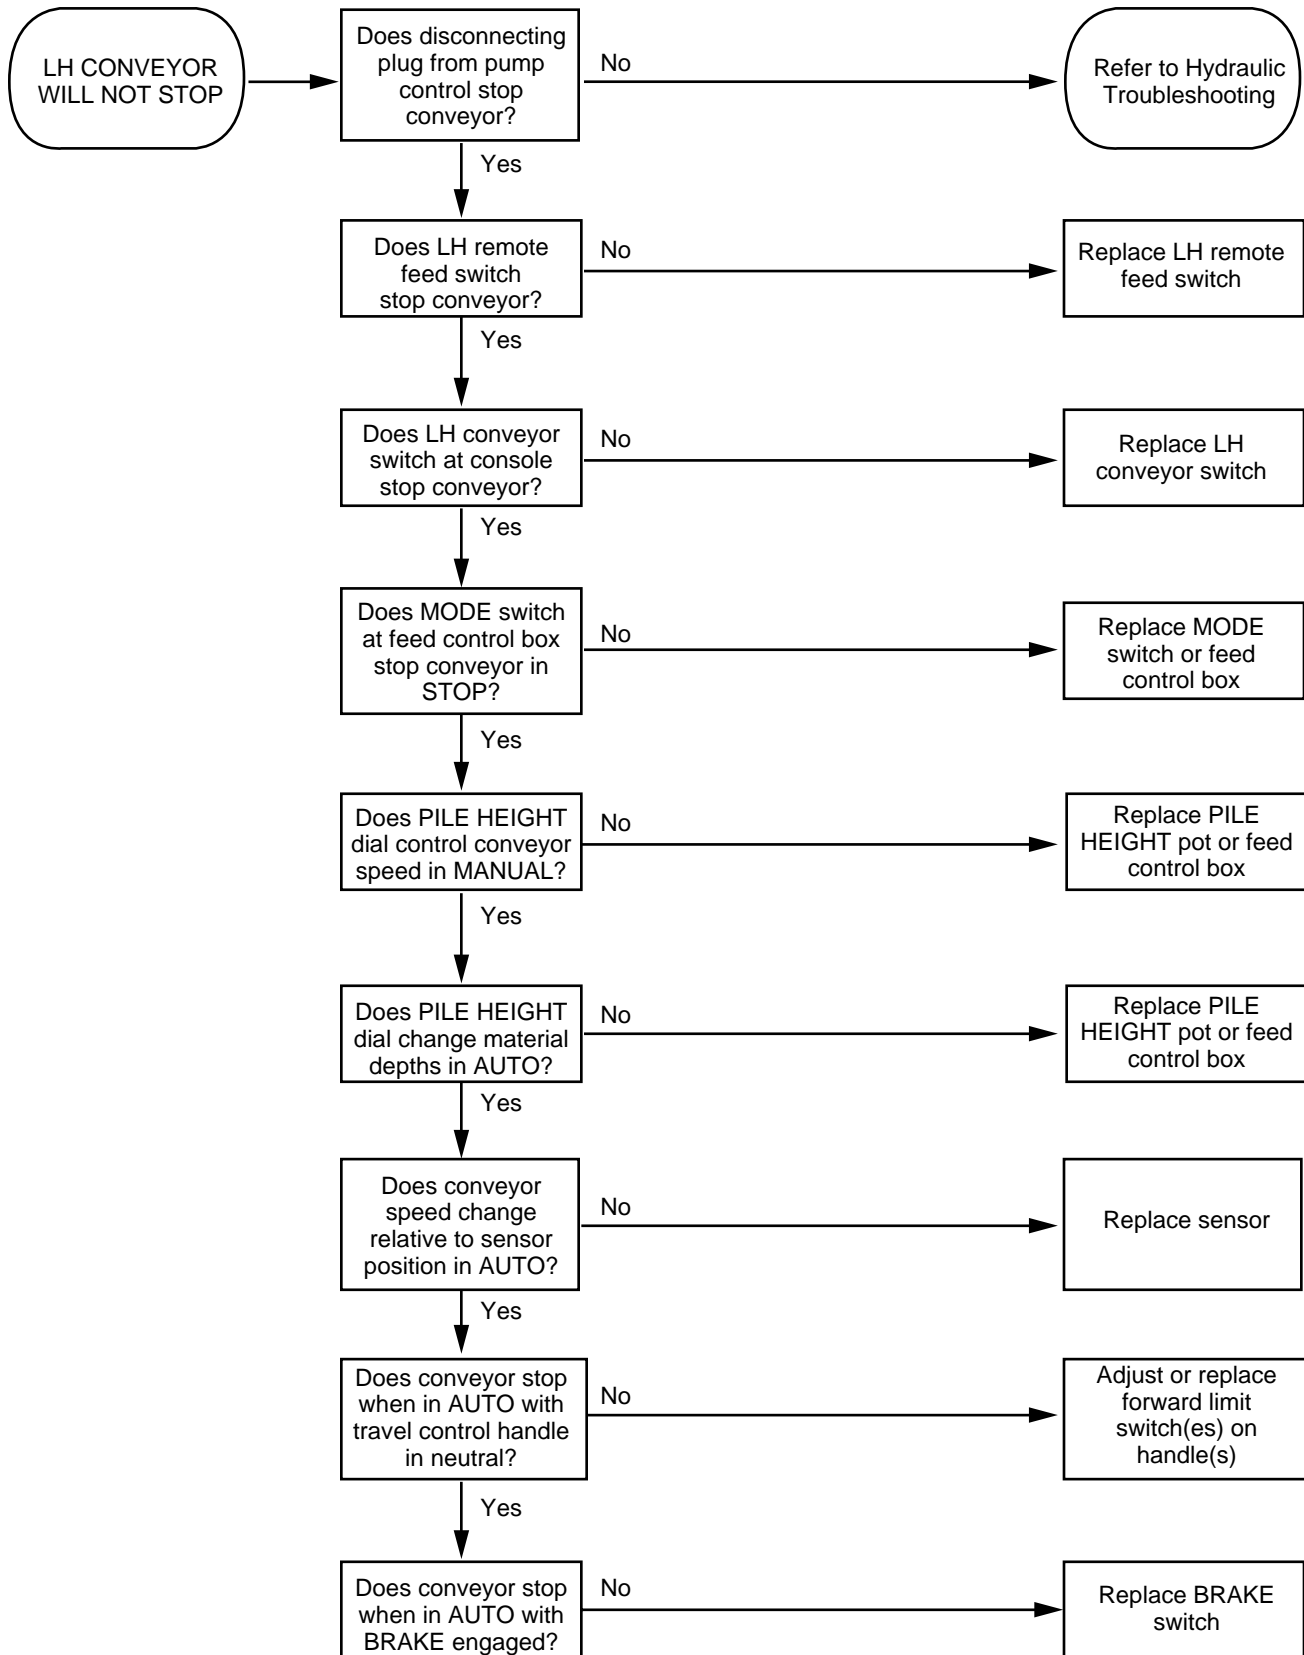 LH CONVEYOR
WILL NOT STOP
Does disconnecting
plug from pump
control stop
conveyor?
No
Refer to Hydraulic
Troubleshooting
Yes
Does LH remote
feed switch
stop conveyor?
No
Replace LH remote
feed switch
Yes
Does LH conveyor
switch at console
stop conveyor?
No
Replace LH
conveyor switch
Yes
Does MODE switch
at feed control box
stop conveyor in
STOP?
No
Replace MODE
switch or feed
control box
Yes
Does PILE HEIGHT
dial control conveyor
speed in MANUAL?
No
Replace PILE
HEIGHT pot or feed
control box
Yes
Does PILE HEIGHT
dial change material
depths in AUTO?
No
Replace PILE
HEIGHT pot or feed
control box
Yes
Does conveyor
speed change
relative to sensor
position in AUTO?
No
Replace sensor
Yes
Does conveyor stop
when in AUTO with
travel control handle
in neutral?
No
Adjust or replace
forward limit
switch(es) on
handle(s)
Yes
Does conveyor stop
when in AUTO with
BRAKE engaged?
No
Replace BRAKE
switch